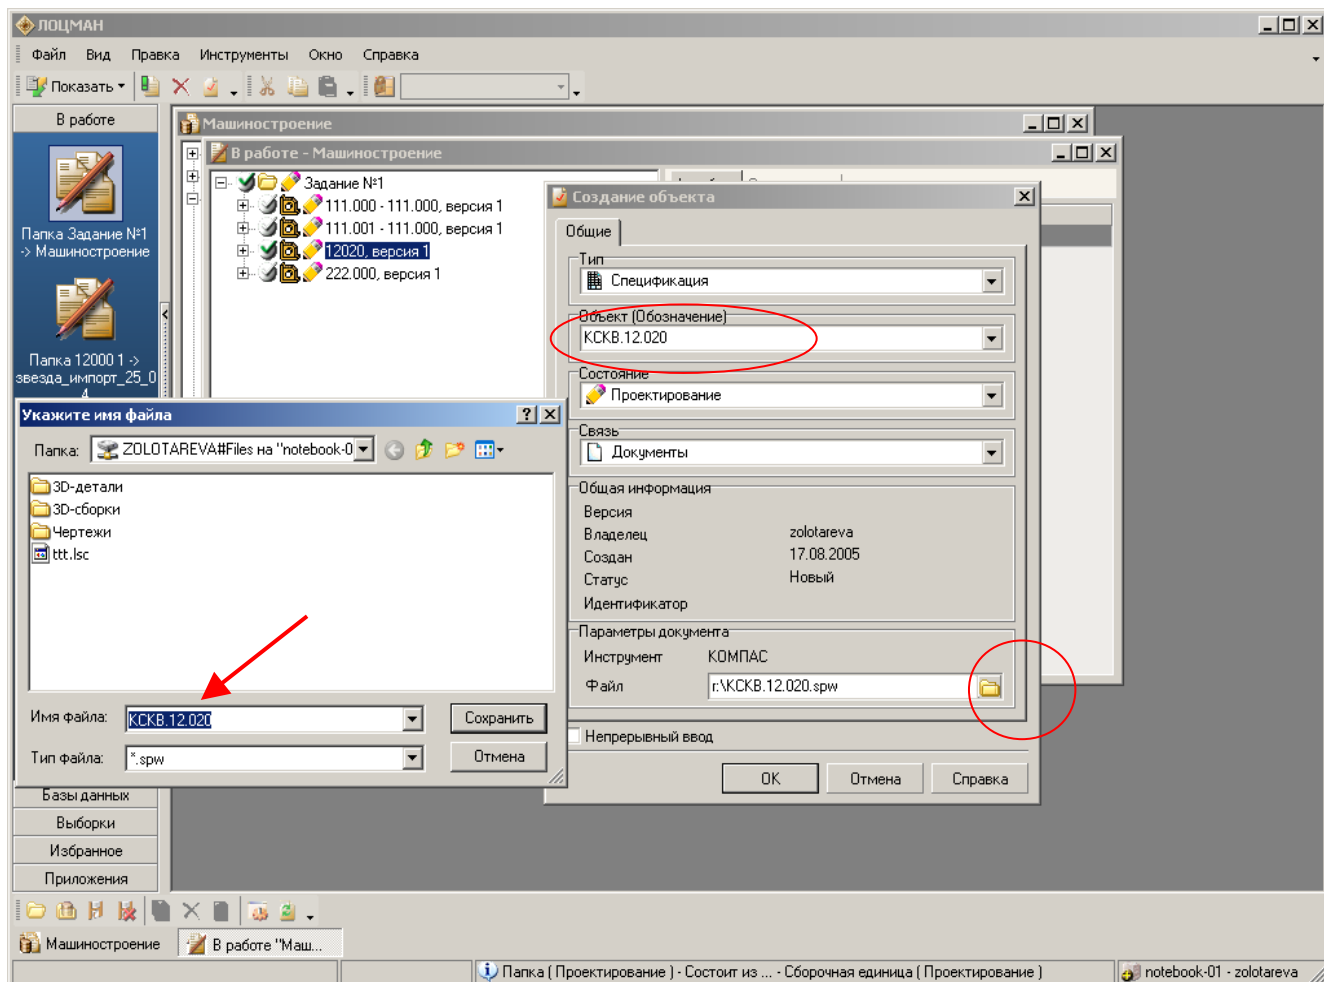 ЛОЦМАН
Файл Вид Правка Инструменты Окно Справка
Показать
В работе
Папка Задание №1
-> Машиностроение
Папка 12000 1 ->
звезда_импорт_25_0
4
Базы данных
Выборки
Избранное
Приложения
Машиностроение
В работе - Машиностроение
Задание №1
111.000 - 111.000, версия 1
111.001 - 111.000, версия 1
12020, версия 1
222.000, версия 1
Создание объекта
Общие
Тип
Спецификация
Объект (Обозначение)
КСКВ.12.020
Состояние
Проектирование
Связь
Документы
Общая информация
Версия
Владелец zolotareva
Создан 17.08.2005
Статус Новый
Идентификатор
Параметры документа
Инструмент КОМПАС
Файл r:\КСКВ.12.020.spw
Непрерывный ввод
OK Отмена Справка
Укажите имя файла
Папка: ZOLOTAREVA#Files на "notebook-0
3D-детали
3D-сборки
Чертежи
ttt.lsc
Имя файла: КСКВ.12.020 Сохранить
Тип файла: *.spw Отмена
Машиностроение В работе "Маш...
Папка ( Проектирование ) - Состоит из ... - Сборочная единица ( Проектирование ) notebook-01 - zolotareva